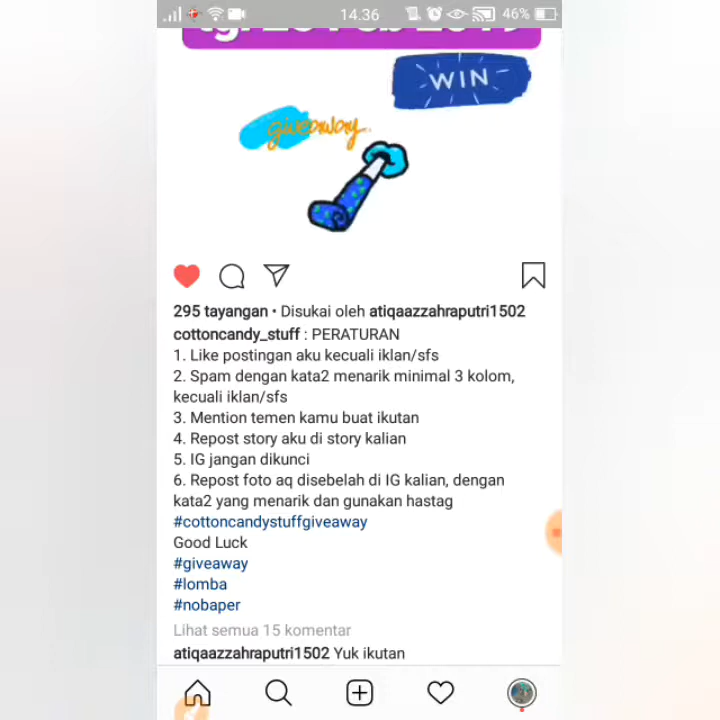 14.36
46%
WIN
giveaway
295 tayangan • Disukai oleh atiqaazzahraputri1502
cottoncandy_stuff : PERATURAN
1. Like postingan aku kecuali iklan/sfs
2. Spam dengan kata2 menarik minimal 3 kolom,
kecuali iklan/sfs
3. Mention temen kamu buat ikutan
4. Repost story aku di story kalian
5. IG jangan dikunci
6. Repost foto aq disebelah di IG kalian, dengan
kata2 yang menarik dan gunakan hastag
#cottoncandystuffgiveaway
Good Luck
#giveaway
#lomba
#nobaper
Lihat semua 15 komentar
atiqaazzahraputri1502 Yuk ikutan